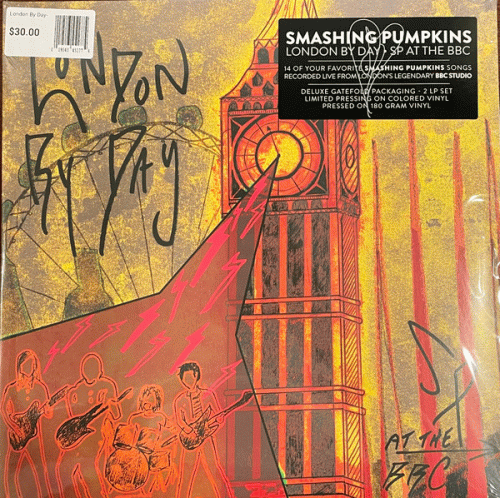 London By Day-
$30.00
SMASHING PUMPKINS
LONDON BY DAY • SP AT THE BBC
14 OF YOUR FAVORITE SMASHING PUMPKINS SONGS
RECORDED LIVE FROM LONDON'S LEGENDARY BBC STUDIO
DELUXE GATEFOLD PACKAGING - 2 LP SET
LIMITED PRESSING ON COLORED VINYL
PRESSED ON 180 GRAM VINYL
LONDON
BY DAY
SP
AT THE
BBC